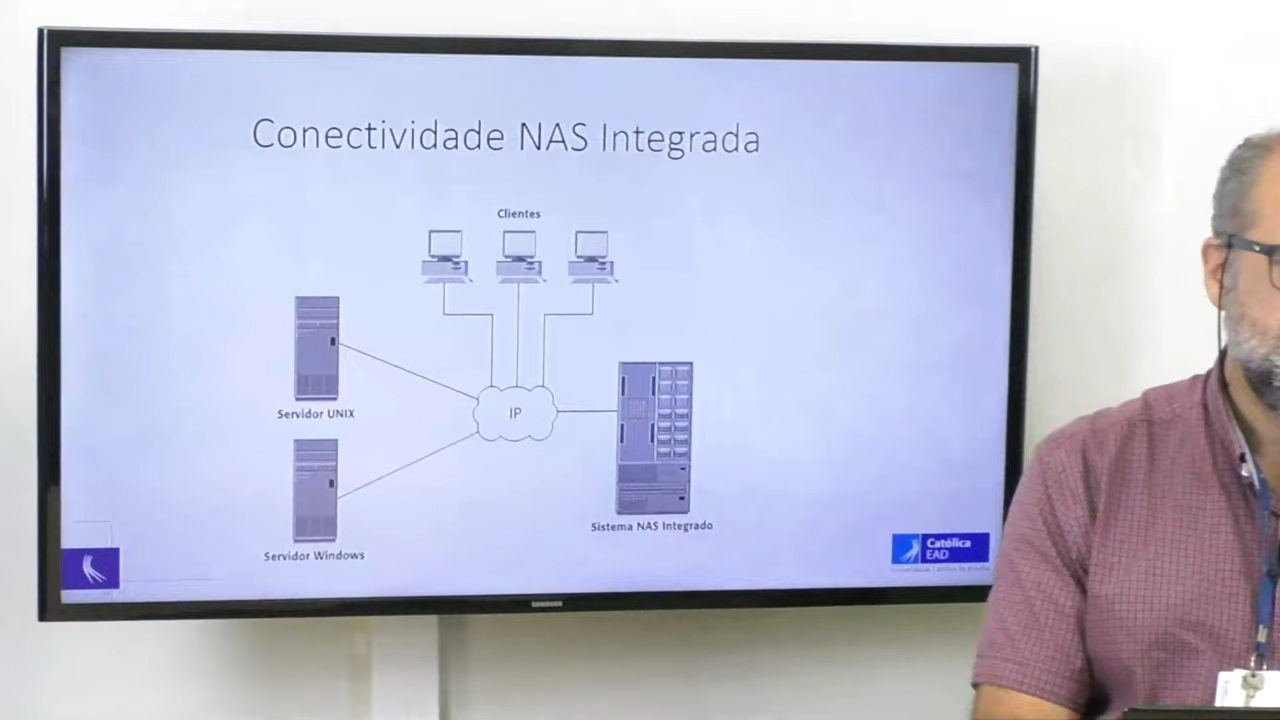 Conectividade NAS Integrada
Clientes
IP
Servidor UNIX
Sistema NAS Integrado
Servidor Windows
Católica
EAD
SAMSUNG